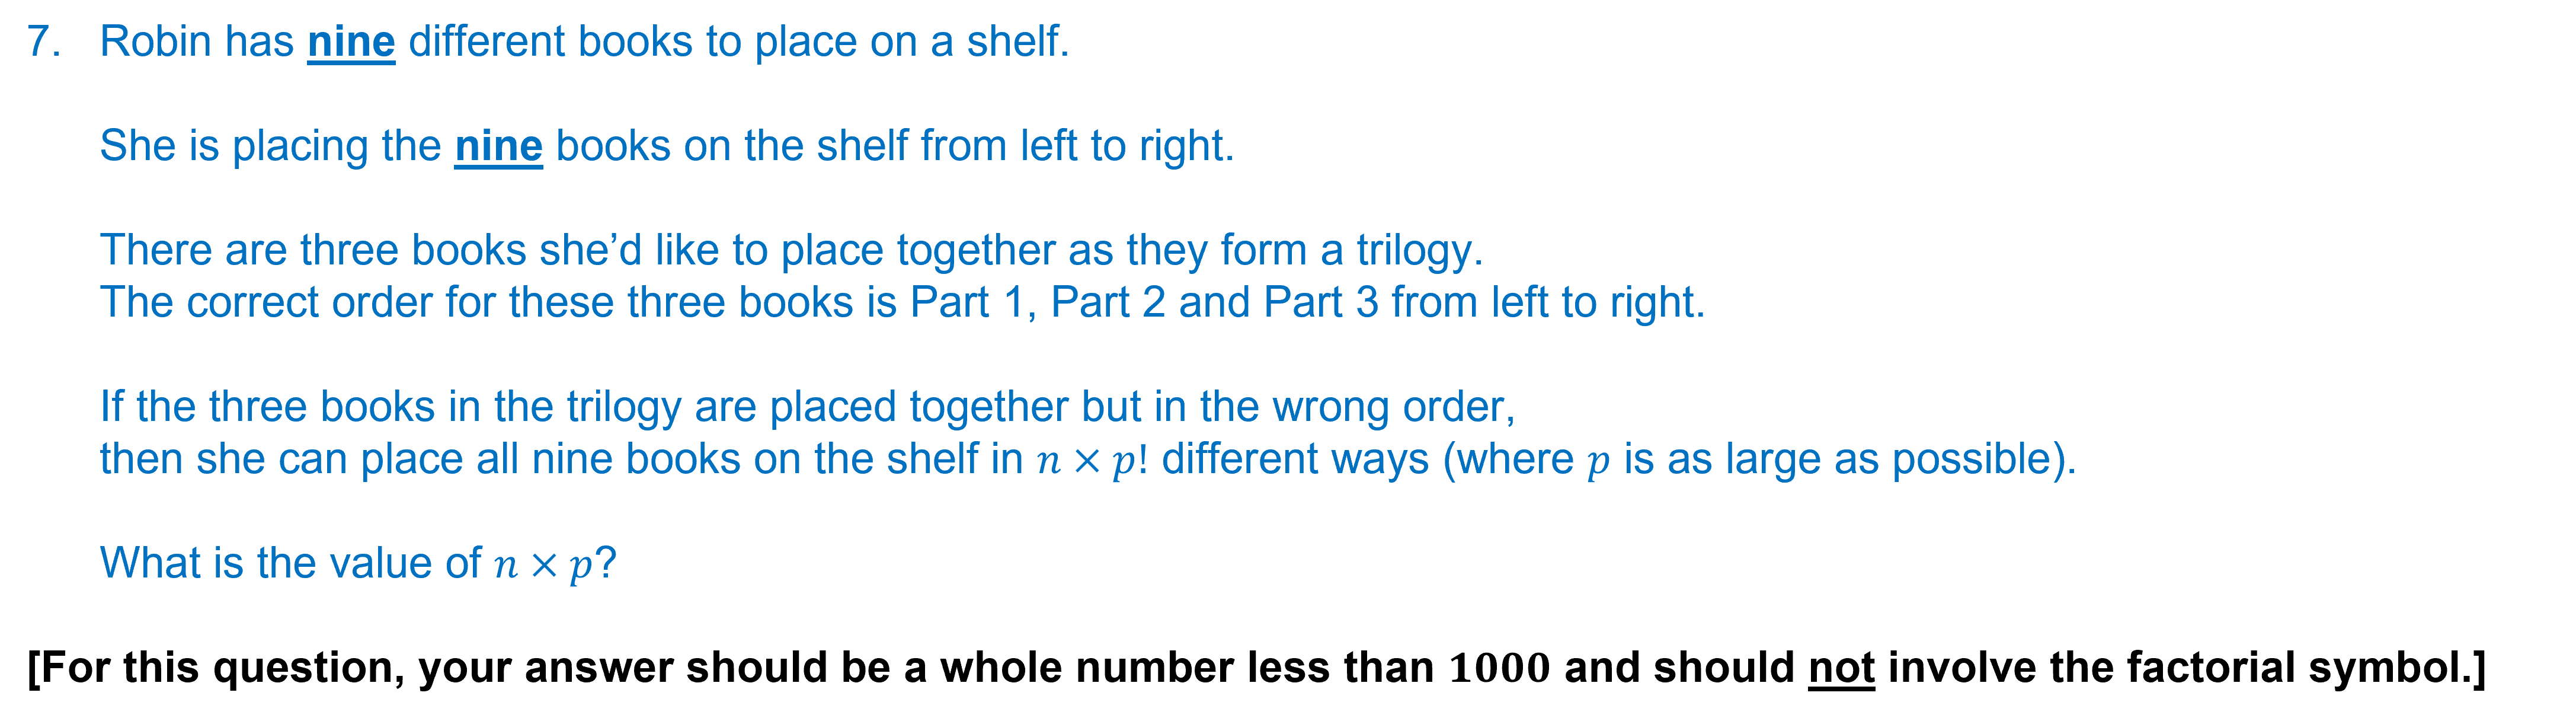 7. Robin has nine different books to place on a shelf.
She is placing the nine books on the shelf from left to right.
There are three books she’d like to place together as they form a trilogy.
The correct order for these three books is Part 1, Part 2 and Part 3 from left to right.
If the three books in the trilogy are placed together but in the wrong order,
then she can place all nine books on the shelf in n × p! different ways (where p is as large as possible).
What is the value of n × p?
[For this question, your answer should be a whole number less than 1000 and should not involve the factorial symbol.]